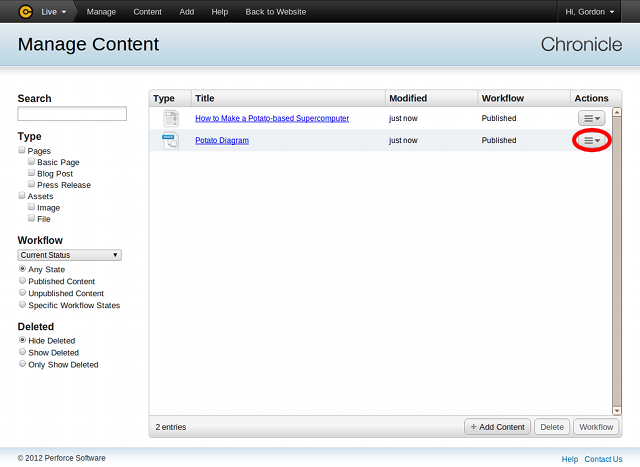 Live Manage Content Add Help Back to Website Hi, Gordon
Manage Content
Chronicle
Search
Type
Pages
Basic Page
Blog Post
Press Release
Assets
Image
File
Workflow
Current Status
Any State
Published Content
Unpublished Content
Specific Workflow States
Deleted
Hide Deleted
Show Deleted
Only Show Deleted
Type Title Modified Workflow Actions
How to Make a Potato-based Supercomputer just now Published
Potato Diagram just now Published
2 entries + Add Content Delete Workflow
© 2012 Perforce Software Help Contact Us